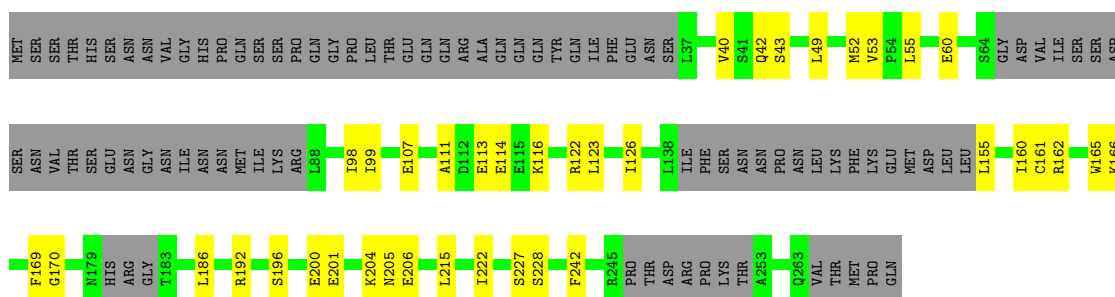 MET SER SER THR HIS SER ASN ASN VAL GLY HIS PRO GLN SER SER PRO GLN GLY PRO LEU THR GLU GLN GLN ARG ALA GLN GLN GLN TYR GLN ILE PHE GLU ASN SER L37 V40 S41 Q42 S43 L49 M52 V53 P54 L55 E60 S64 GLY ASP VAL ILE SER SER ASP
SER ASN VAL THR SER GLU ASN GLY ASN ILE ASN ASN MET ILE LYS ARG L88 I98 I99 E107 A111 D112 E113 E114 E115 K116 R122 L123 I126 L138 ILE PHE SER ASN ASN PRO ASN LEU LYS PHE LYS GLU MET ASP LEU LEU L155 I160 C161 R162 W165 K166
F169 G170 N179 HIS ARG GLY T183 L186 R192 S196 E200 E201 K204 N205 E206 L215 I222 S227 S228 F242 R245 PRO THR ASP ARG PRO LYS THR A253 Q263 VAL THR MET PRO GLN